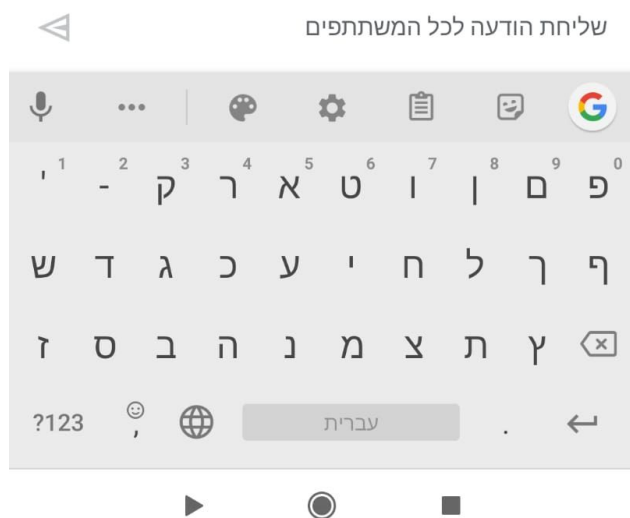 שליחת הודעה לכל המשתתפים
G
' 1 - 2 ק 3 ר 4 א 5 ט 6 ו 7 ן 8 ם 9 פ 0
ש ד ג כ ע י ח ל ך ף
ז ס ב ה נ מ צ ת ץ
?123 , עברית .